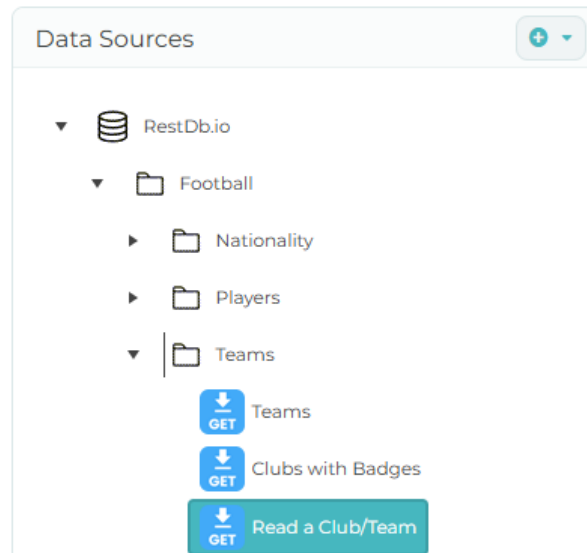 Data Sources
RestDb.io
Football
Nationality
Players
Teams
GET Teams
GET Clubs with Badges
GET Read a Club/Team